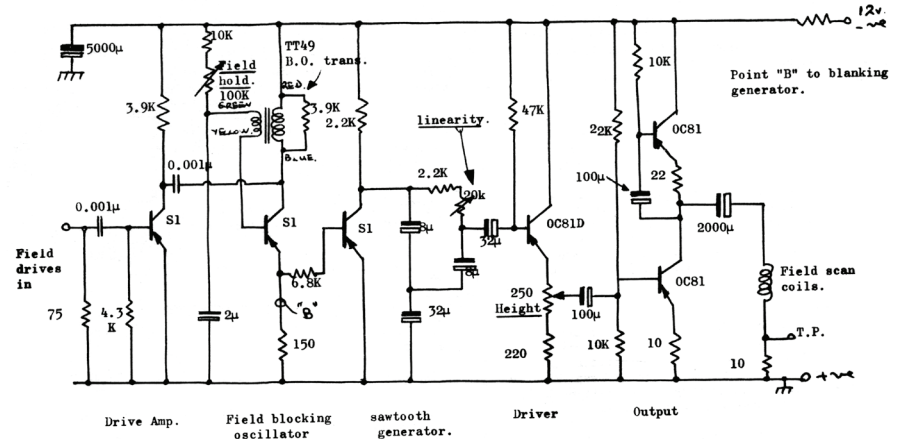 12v.
-ve
5000μ
10K
TT49
B.O. trans.
Field
hold.
100K
GREEN
RED.
3.9K
3.9K
2.2K
YELLOW.
BLUE.
10K
Point "B" to blanking
generator.
47K
linearity.
22K
OC81
0.001μ
2.2K
20k
100μ
22
0.001μ
S1
S1
S1
8μ
32μ
OC81D
2000μ
Field
drives
in
6.8K
8μ
OC81
Field scan
coils.
"B"
250
Height
100μ
75
4.3
K
2μ
150
32μ
220
10K
10
T.P.
10
+ve
Drive Amp.
Field blocking
oscillator
sawtooth
generator.
Driver
Output